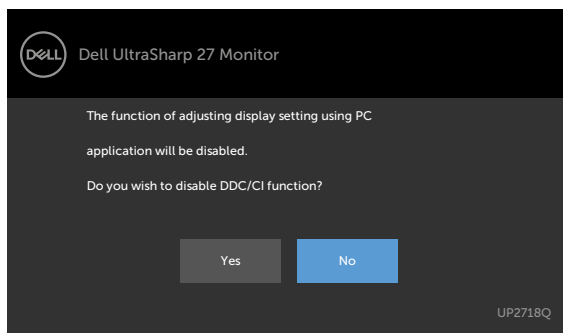 DELL Dell UltraSharp 27 Monitor
The function of adjusting display setting using PC
application will be disabled.
Do you wish to disable DDC/CI function?
Yes No
UP2718Q